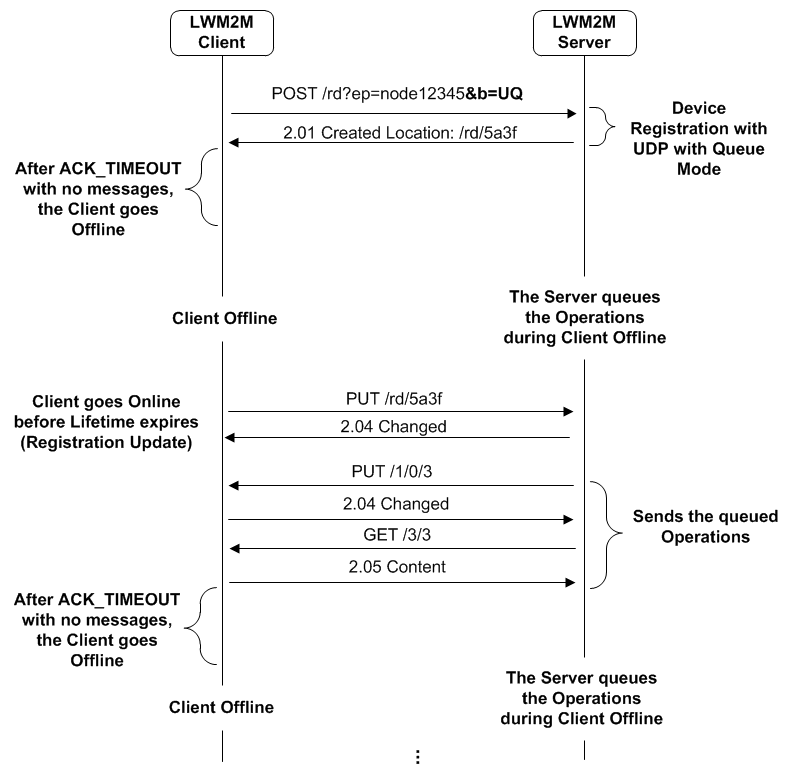 LWM2M
Client
LWM2M
Server
POST /rd?ep=node12345&b=UQ
2.01 Created Location: /rd/5a3f
Device
Registration with
UDP with Queue
Mode
After ACK_TIMEOUT
with no messages,
the Client goes
Offline
Client Offline
The Server queues
the Operations
during Client Offline
Client goes Online
before Lifetime expires
(Registration Update)
PUT /rd/5a3f
2.04 Changed
PUT /1/0/3
2.04 Changed
GET /3/3
2.05 Content
Sends the queued
Operations
After ACK_TIMEOUT
with no messages,
the Client goes
Offline
Client Offline
The Server queues
the Operations
during Client Offline